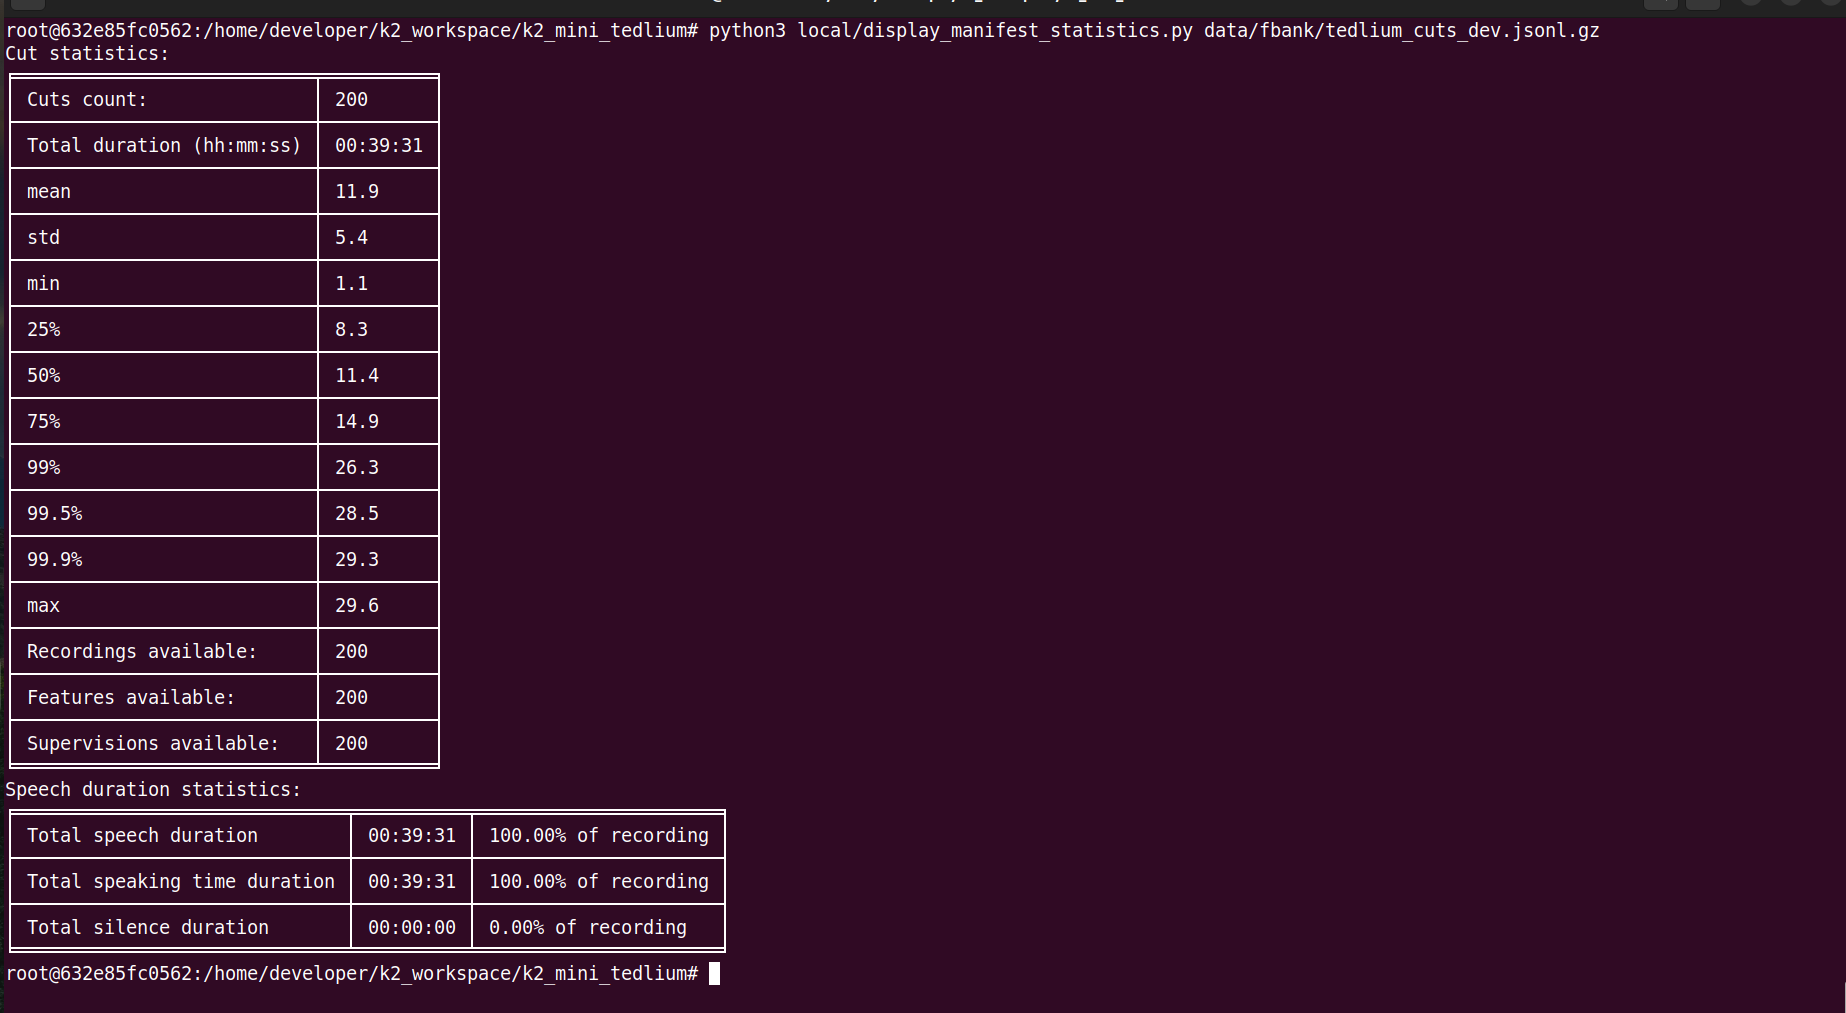 root@632e85fc0562:/home/developer/k2_workspace/k2_mini_tedlium# python3 local/display_manifest_statistics.py data/fbank/tedlium_cuts_dev.jsonl.gz
Cut statistics:
Cuts count: 200
Total duration (hh:mm:ss) 00:39:31
mean 11.9
std 5.4
min 1.1
25% 8.3
50% 11.4
75% 14.9
99% 26.3
99.5% 28.5
99.9% 29.3
max 29.6
Recordings available: 200
Features available: 200
Supervisions available: 200
Speech duration statistics:
Total speech duration 00:39:31 100.00% of recording
Total speaking time duration 00:39:31 100.00% of recording
Total silence duration 00:00:00 0.00% of recording
root@632e85fc0562:/home/developer/k2_workspace/k2_mini_tedlium#